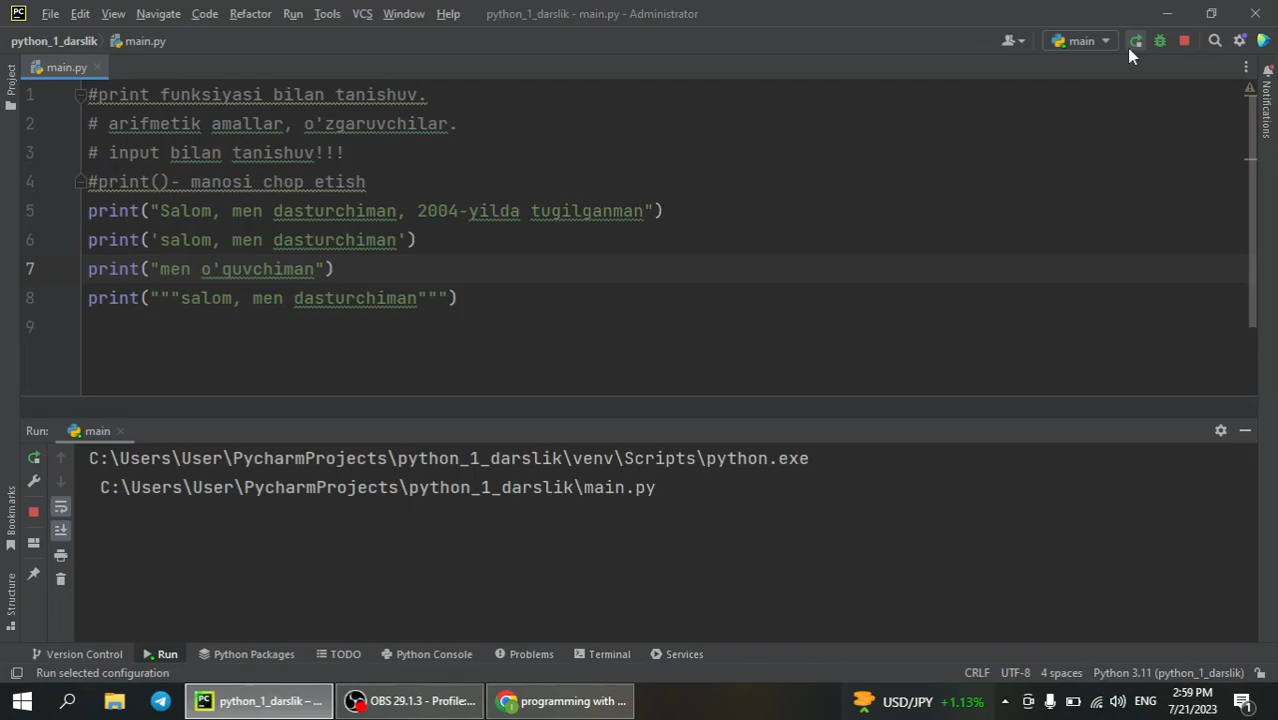 File Edit View Navigate Code Refactor Run Tools VCS Window Help python_1_darslik - main.py - Administrator
python_1_darslik main.py main
main.py
Project
Notifications
1 #print funksiyasi bilan tanishuv.
2 # arifmetik amallar, o'zgaruvchilar.
3 # input bilan tanishuv!!!
4 #print()- manosi chop etish
5 print("Salom, men dasturchiman, 2004-yilda tugilganman")
6 print('salom, men dasturchiman')
7 print("men o'quvchiman")
8 print("""salom, men dasturchiman""")
9
Run: main
C:\Users\User\PycharmProjects\python_1_darslik\venv\Scripts\python.exe
C:\Users\User\PycharmProjects\python_1_darslik\main.py
Bookmarks
Structure
Version Control Run Python Packages TODO Python Console Problems Terminal Services
Run selected configuration CRLF UTF-8 4 spaces Python 3.11 (python_1_darslik)
python_1_darslik – ... OBS 29.1.3 - Profile:... programming with ... USD/JPY +1.13% ENG 2:59 PM
7/21/2023 1